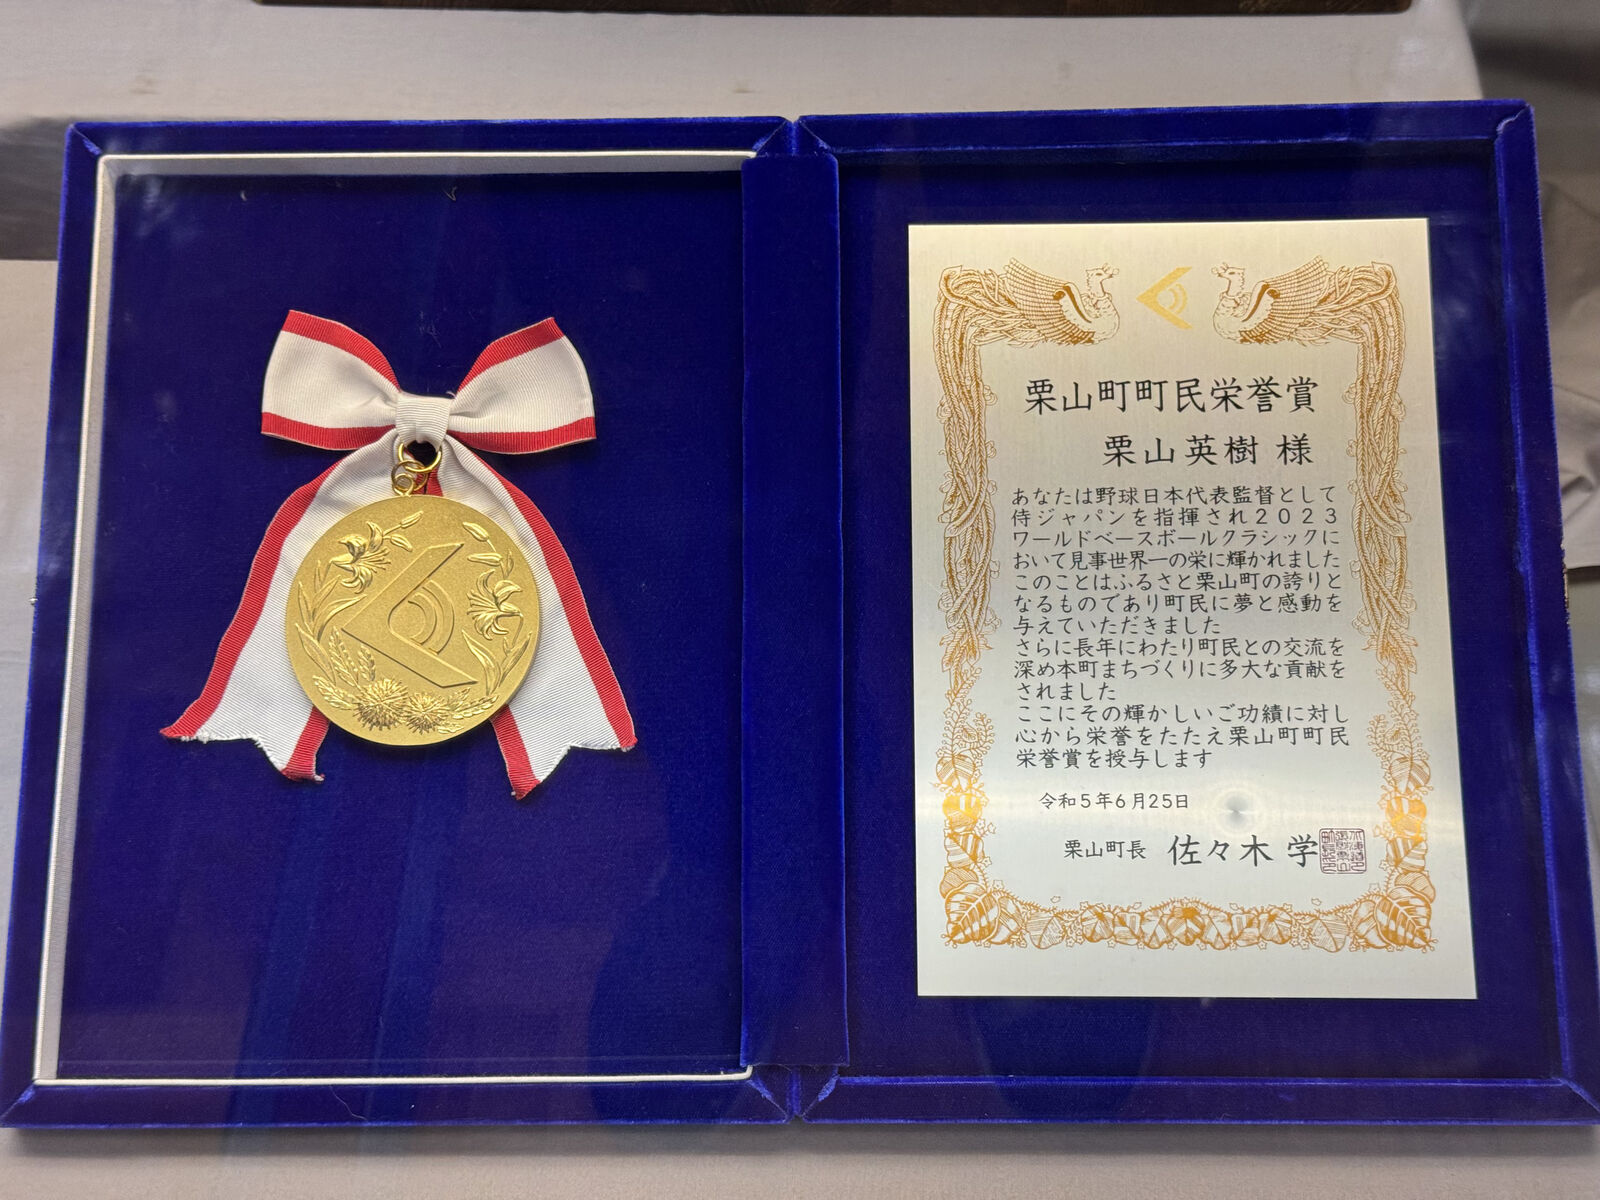 栗山町町民栄誉賞
栗山英樹 様
あなたは野球日本代表監督として
侍ジャパンを指揮され2023
ワールドベースボールクラシックに
おいて見事世界一の栄に輝かれました
このことはふるさと栗山町の誇りと
なるものであり町民に夢と感動を
与えていただきました
さらに長年にわたり町民との交流を
深め本町まちづくりに多大な貢献を
されました
ここにその輝かしいご功績に対し
心から栄誉をたたえ栗山町町民
栄誉賞を授与します
令和5年6月25日
栗山町長 佐々木 学